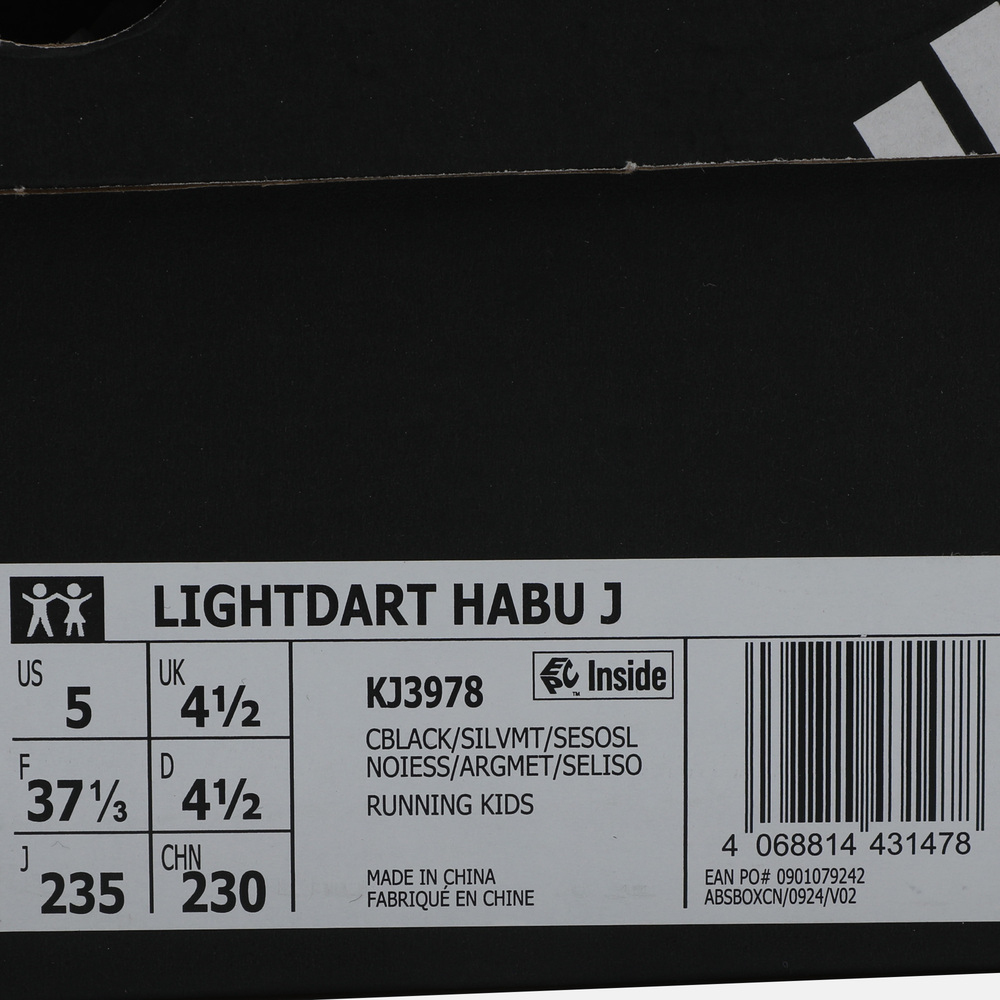 LIGHTDART HABU J
US 5
UK 4½
F 37⅓
D 4½
J 235
CHN 230
KJ3978
EPC™ Inside
CBLACK/SILVMT/SESOSL
NOIESS/ARGMET/SELISO
RUNNING KIDS
MADE IN CHINA
FABRIQUÉ EN CHINE
4 068814 431478
EAN PO# 0901079242
ABSBOXCN/0924/V02